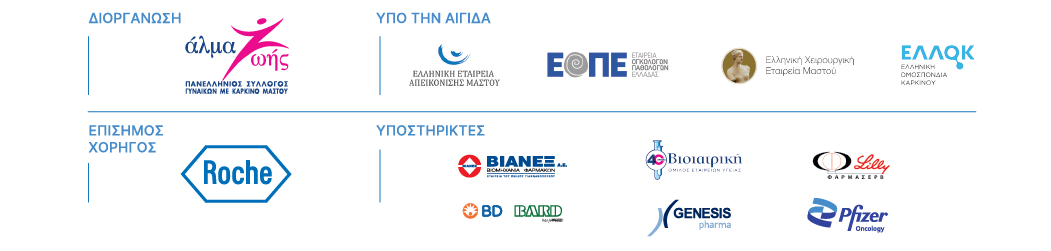 ΔΙΟΡΓΑΝΩΣΗ
άλμα
ζωής
ΠΑΝΕΛΛΗΝΙΟΣ ΣΥΛΛΟΓΟΣ
ΓΥΝΑΙΚΩΝ ΜΕ ΚΑΡΚΙΝΟ ΜΑΣΤΟΥ
ΥΠΟ ΤΗΝ ΑΙΓΙΔΑ
ΕΛΛΗΝΙΚΗ ΕΤΑΙΡΕΙΑ
ΑΠΕΙΚΟΝΙΣΗΣ ΜΑΣΤΟΥ
ΕΟΠΕ
ΕΤΑΙΡΕΙΑ
ΟΓΚΟΛΟΓΩΝ
ΠΑΘΟΛΟΓΩΝ
ΕΛΛΑΔΑΣ
Ελληνική Χειρουργική
Εταιρεία Μαστού
ΕΛΛΟΚ
ΕΛΛΗΝΙΚΗ
ΟΜΟΣΠΟΝΔΙΑ
ΚΑΡΚΙΝΟΥ
ΕΠΙΣΗΜΟΣ
ΧΟΡΗΓΟΣ
Roche
ΥΠΟΣΤΗΡΙΚΤΕΣ
ΒΙΑΝΕΞ Α.Ε.
ΒΙΟΜΗΧΑΝΙΑ ΦΑΡΜΑΚΩΝ
4G Βιοιατρική
ΟΜΙΛΟΣ ΕΤΑΙΡΕΙΩΝ ΥΓΕΙΑΣ
Lilly
ΦΑΡΜΑΣΕΡΒ
BD
BARD
GENESIS
pharma
Pfizer
Oncology